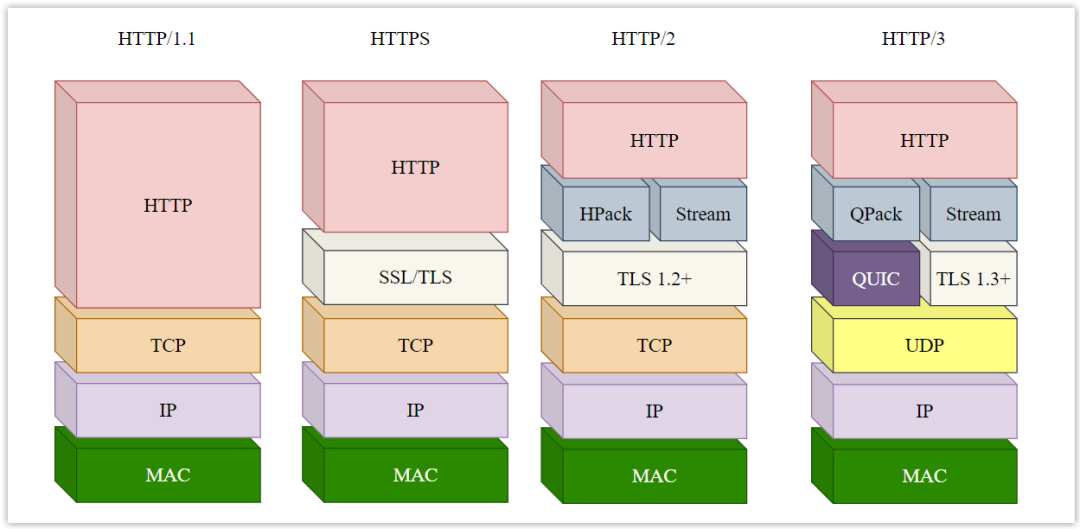 HTTP/1.1 HTTPS HTTP/2 HTTP/3
HTTP HTTP HTTP HTTP
HPack Stream QPack Stream
SSL/TLS TLS 1.2+ QUIC TLS 1.3+
TCP TCP TCP UDP
IP IP IP IP
MAC MAC MAC MAC